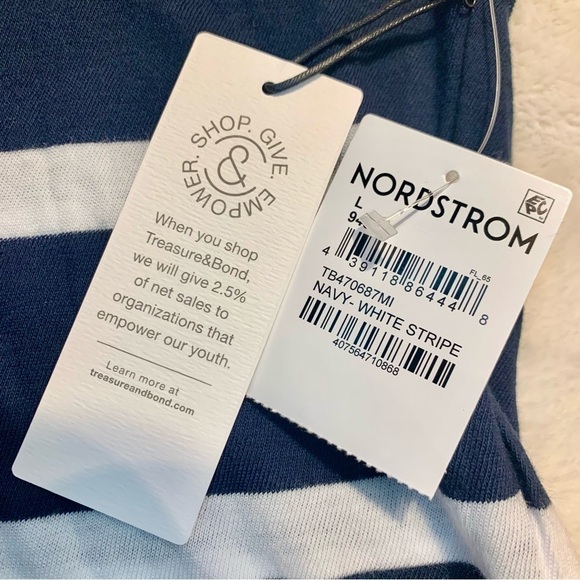 SHOP. GIVE. EMPOWER.
&
When you shop
Treasure&Bond,
we will give 2.5%
of net sales to
organizations that
empower our youth.
Learn more at
treasureandbond.com
NORDSTROM
L
FL_65
4 39118 86444 8
TB470687MI
NAVY- WHITE STRIPE
407564710868